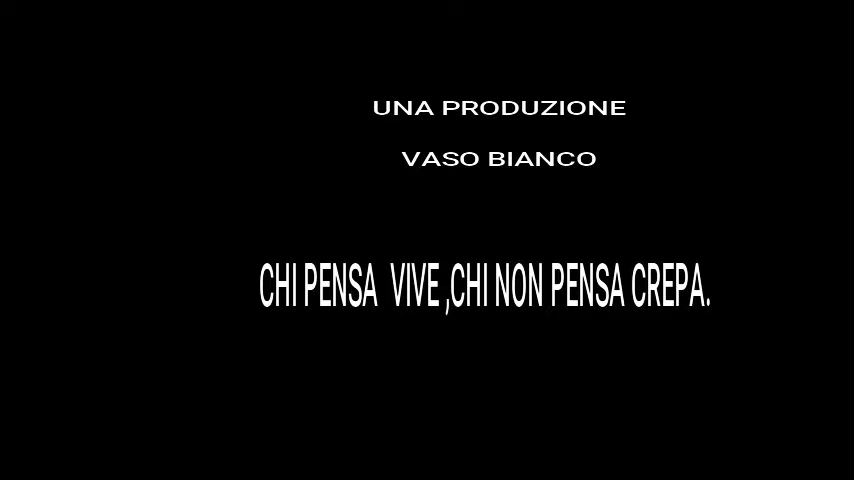 UNA PRODUZIONE
VASO BIANCO
CHI PENSA  VIVE ,CHI NON PENSA CREPA.